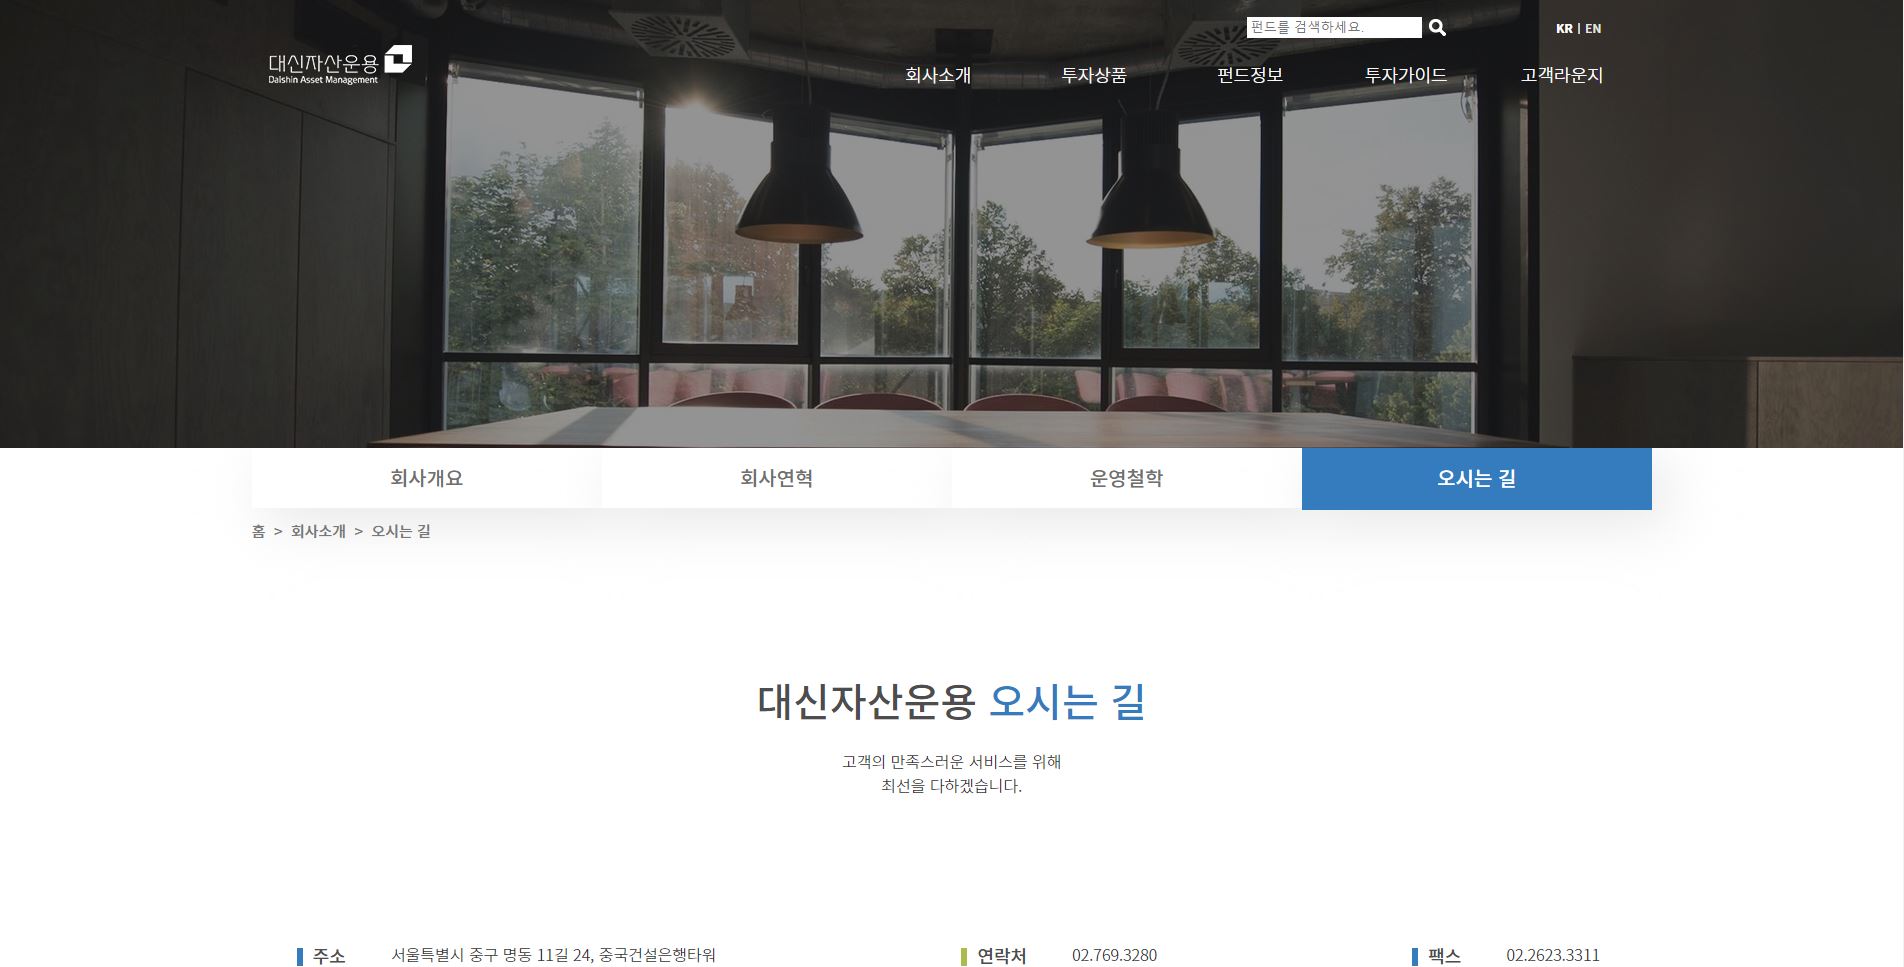 펀드를 검색하세요.
KR | EN
대신자산운용
Daishin Asset Management
회사소개 투자상품 펀드정보 투자가이드 고객라운지
회사개요 회사연혁 운영철학 오시는 길
홈 > 회사소개 > 오시는 길
대신자산운용 오시는 길
고객의 만족스러운 서비스를 위해
최선을 다하겠습니다.
주소 서울특별시 중구 명동 11길 24, 중국건설은행타워 연락처 02.769.3280 팩스 02.2623.3311